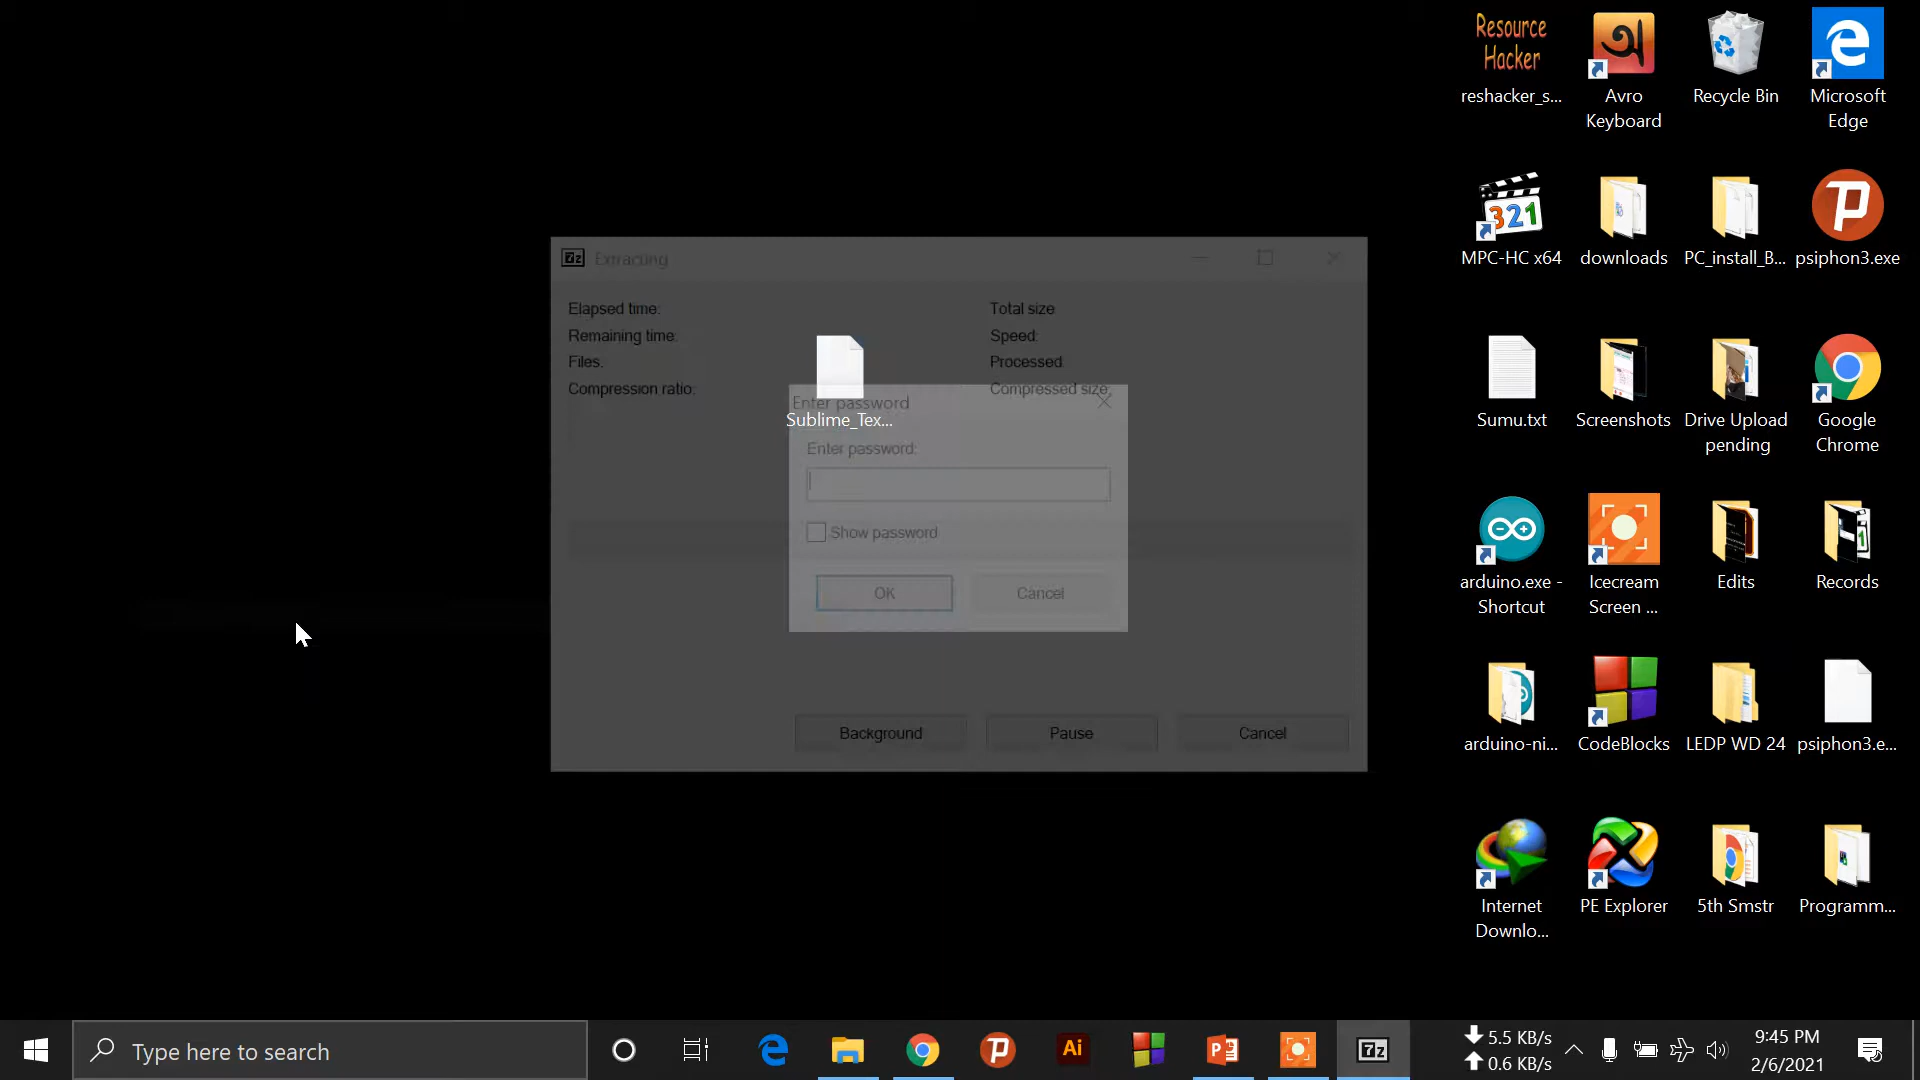 Resource
Hacker
reshacker_s...
Avro
Keyboard
Recycle Bin
Microsoft
Edge
321
MPC-HC x64
downloads
PC_install_B...
psiphon3.exe
7z Extracting
Elapsed time:
Total size
Remaining time:
Speed:
Files.
Processed
Compression ratio:
Compressed size
Enter password
Sublime_Tex...
Enter password:
Show password
OK
Cancel
Background
Pause
Cancel
Sumu.txt
Screenshots
Drive Upload
pending
Google
Chrome
arduino.exe -
Shortcut
Icecream
Screen ...
Edits
Records
arduino-ni...
CodeBlocks
LEDP WD 24
psiphon3.e...
Internet
Downlo...
PE Explorer
5th Smstr
Programm...
Type here to search
Ai
7z
5.5 KB/s
0.6 KB/s
9:45 PM
2/6/2021